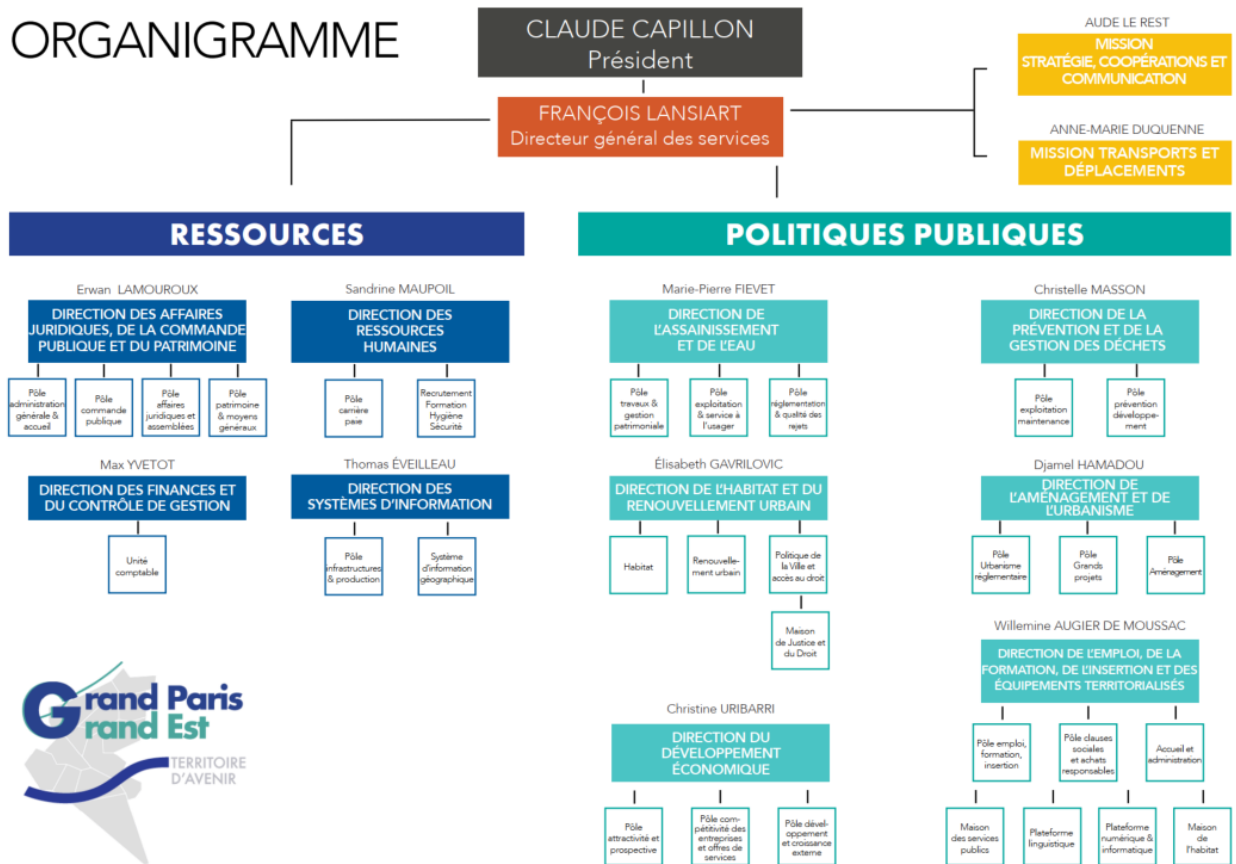 ORGANIGRAMME
CLAUDE CAPILLON
Président
FRANÇOIS LANSIART
Directeur général des services
AUDE LE REST
MISSION
STRATÉGIE, COOPÉRATIONS ET
COMMUNICATION
ANNE-MARIE DUQUENNE
MISSION TRANSPORTS ET
DÉPLACEMENTS
RESSOURCES
Erwan LAMOUROUX
DIRECTION DES AFFAIRES
JURIDIQUES, DE LA COMMANDE
PUBLIQUE ET DU PATRIMOINE
Pôle
administration
générale &
accueil
Pôle
commande
publique
Pôle
affaires
juridiques et
assemblées
Pôle
patrimoine
& moyens
généraux
Sandrine MAUPOIL
DIRECTION DES
RESSOURCES
HUMAINES
Pôle
carrière
paie
Recrutement
Formation
Hygiène
Sécurité
Max YVETOT
DIRECTION DES FINANCES ET
DU CONTRÔLE DE GESTION
Unité
comptable
Thomas ÉVEILLEAU
DIRECTION DES
SYSTÈMES D'INFORMATION
Pôle
infrastructures
& production
Système
d'information
géographique
POLITIQUES PUBLIQUES
Marie-Pierre FIEVET
DIRECTION DE
L'ASSAINISSEMENT
ET DE L'EAU
Pôle
travaux &
gestion
patrimoniale
Pôle
exploitation
& service à
l'usager
Pôle
réglementation
& qualité des
rejets
Christelle MASSON
DIRECTION DE LA
PRÉVENTION ET DE LA
GESTION DES DÉCHETS
Pôle
exploitation
maintenance
Pôle
prévention
développe-
ment
Élisabeth GAVRILOVIC
DIRECTION DE L'HABITAT ET DU
RENOUVELLEMENT URBAIN
Habitat
Renouvelle-
ment urbain
Politique de
la Ville et
accès au droit
Maison
de Justice et
du Droit
Djamel HAMADOU
DIRECTION DE
L'AMÉNAGEMENT ET DE
L'URBANISME
Pôle
Urbanisme
réglementaire
Pôle
Grands
projets
Pôle
Aménagement
Christine URIBARRI
DIRECTION DU
DÉVELOPPEMENT
ÉCONOMIQUE
Pôle
attractivité et
prospective
Pôle com-
pétitivité des
entreprises
et offres de
services
Pôle dével-
oppement
et croissance
externe
Willemine AUGIER DE MOUSSAC
DIRECTION DE L'EMPLOI, DE LA
FORMATION, DE L'INSERTION ET DES
ÉQUIPEMENTS TERRITORIALISÉS
Pôle emploi,
formation,
insertion
Pôle clauses
sociales
et achats
responsables
Accueil et
administration
Maison
des services
publics
Plateforme
linguistique
Plateforme
numérique &
informatique
Maison
de
l'habitat
Grand Paris
Grand Est
TERRITOIRE
D'AVENIR